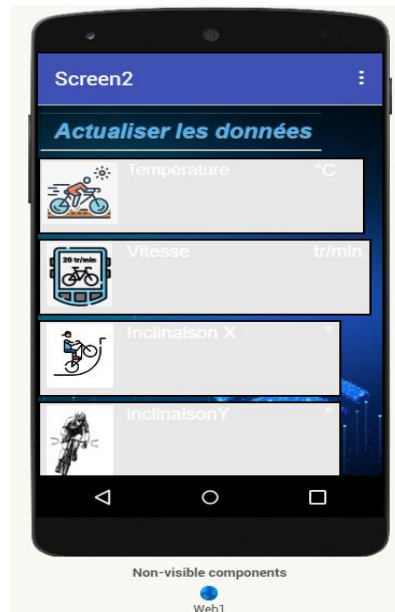 Screen2
Actualiser les données
Température °C
20 tr/min
Vitesse tr/min
Inclinaison X °
inclinaisonY °
Non-visible components
Web1